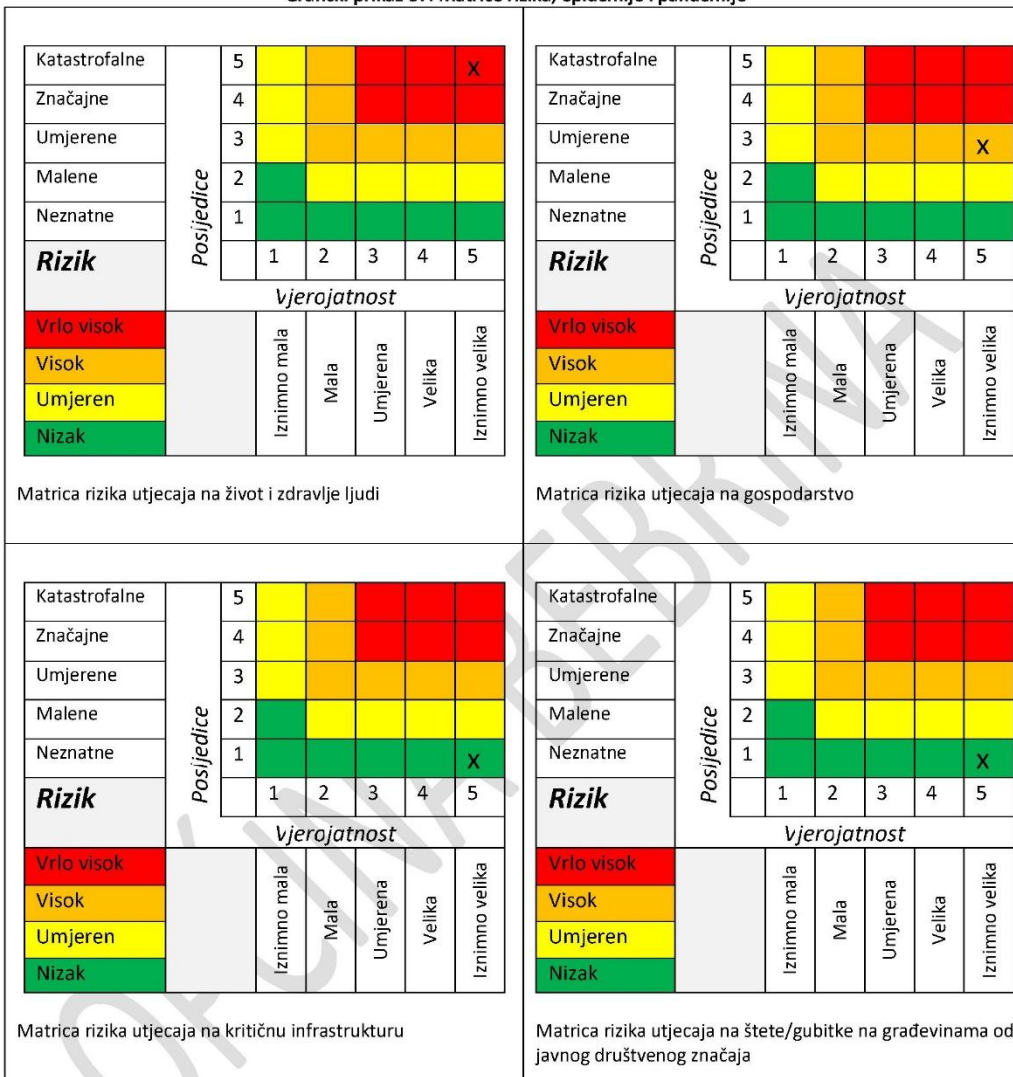 Katastrofalne 5 X
Značajne 4
Umjerene 3
Malene 2
Neznatne 1
Posijedice
Rizik 1 2 3 4 5
Vjerojatnost
Vrlo visok
Visok
Umjeren
Nizak
Iznimno mala
Mala
Umjerena
Velika
Iznimno velika
Matrica rizika utjecaja na život i zdravlje ljudi
Katastrofalne 5
Značajne 4
Umjerene 3 X
Malene 2
Neznatne 1
Posijedice
Rizik 1 2 3 4 5
Vjerojatnost
Vrlo visok
Visok
Umjeren
Nizak
Iznimno mala
Mala
Umjerena
Velika
Iznimno velika
Matrica rizika utjecaja na gospodarstvo
Katastrofalne 5
Značajne 4
Umjerene 3
Malene 2
Neznatne 1 X
Posijedice
Rizik 1 2 3 4 5
Vjerojatnost
Vrlo visok
Visok
Umjeren
Nizak
Iznimno mala
Mala
Umjerena
Velika
Iznimno velika
Matrica rizika utjecaja na kritičnu infrastrukturu
Katastrofalne 5
Značajne 4
Umjerene 3
Malene 2
Neznatne 1 X
Posijedice
Rizik 1 2 3 4 5
Vjerojatnost
Vrlo visok
Visok
Umjeren
Nizak
Iznimno mala
Mala
Umjerena
Velika
Iznimno velika
Matrica rizika utjecaja na štete/gubitke na građevinama od
javnog društvenog značaja
OPĆINA BEBRINA